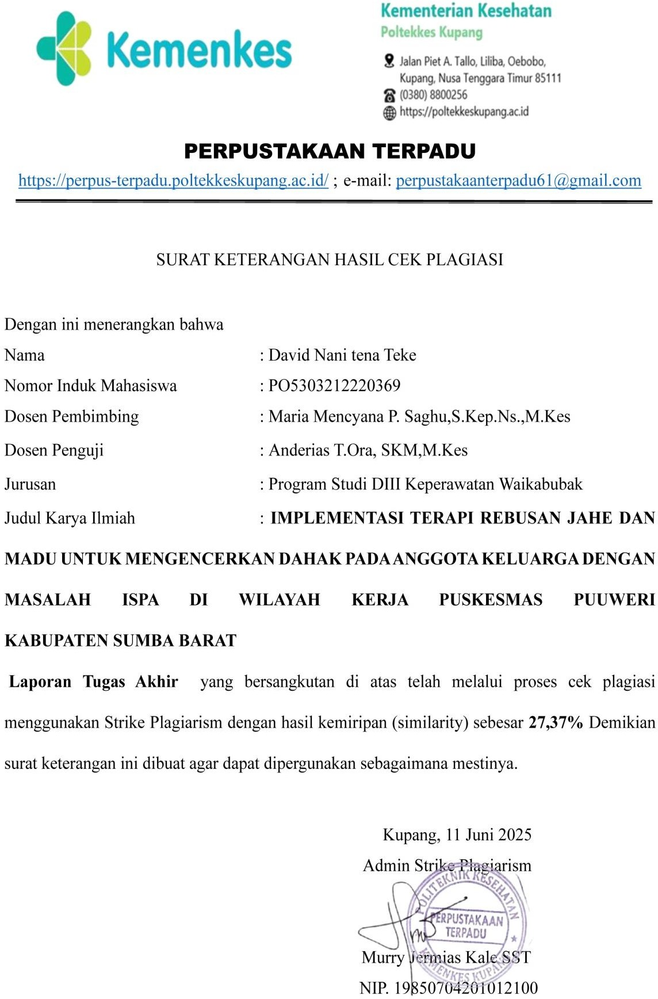 Kemenkes
Kementerian Kesehatan
Poltekkes Kupang
Jalan Piet A. Tallo, Liliba, Oebobo,
Kupang, Nusa Tenggara Timur 85111
(0380) 8800256
https://poltekkeskupang.ac.id
PERPUSTAKAAN TERPADU
https://perpus-terpadu.poltekkeskupang.ac.id/ ; e-mail: perpustakaanterpadu61@gmail.com
SURAT KETERANGAN HASIL CEK PLAGIASI
Dengan ini menerangkan bahwa
Nama : David Nani tena Teke
Nomor Induk Mahasiswa : PO5303212220369
Dosen Pembimbing : Maria Mencyana P. Saghu,S.Kep.Ns.,M.Kes
Dosen Penguji : Anderias T.Ora, SKM,M.Kes
Jurusan : Program Studi DIII Keperawatan Waikabubak
Judul Karya Ilmiah : IMPLEMENTASI TERAPI REBUSAN JAHE DAN
MADU UNTUK MENGENCERKAN DAHAK PADA ANGGOTA KELUARGA DENGAN
MASALAH ISPA DI WILAYAH KERJA PUSKESMAS PUUWERI
KABUPATEN SUMBA BARAT
Laporan Tugas Akhir yang bersangkutan di atas telah melalui proses cek plagiasi
menggunakan Strike Plagiarism dengan hasil kemiripan (similarity) sebesar 27,37% Demikian
surat keterangan ini dibuat agar dapat dipergunakan sebagaimana mestinya.
Kupang, 11 Juni 2025
Admin Strike Plagiarism
POLITEKNIK KESEHATAN
PERPUSTAKAAN
TERPADU
KEMENKES KUPANG
Murry Jermias Kale SST
NIP. 19850704201012100